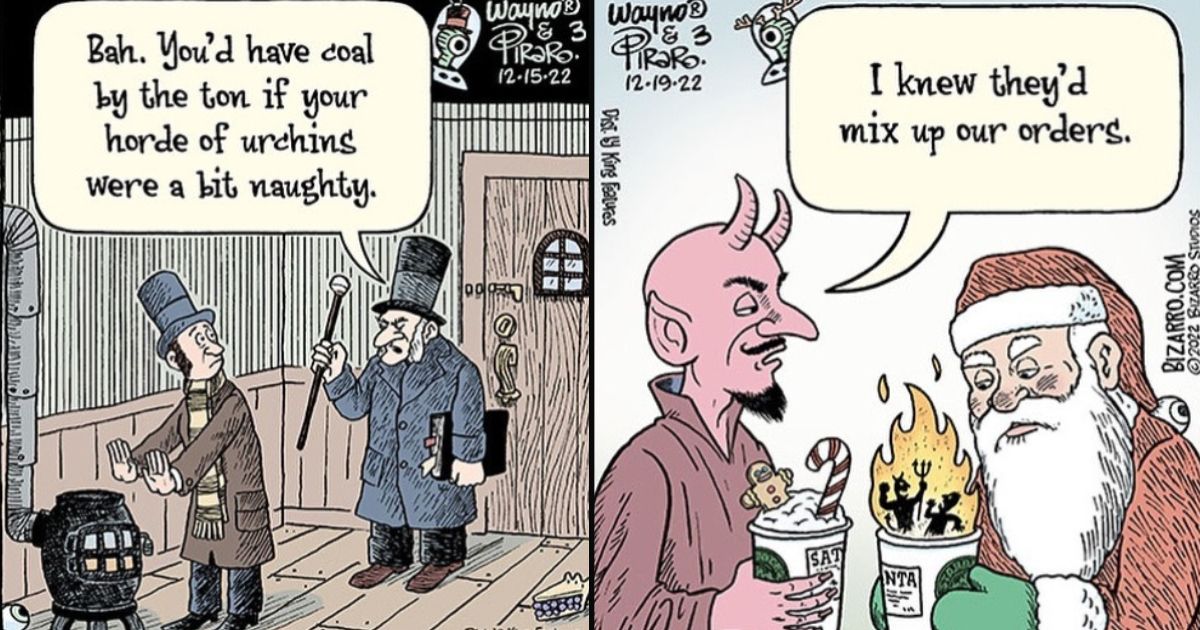 Bah. You'd have coal
by the ton if your
horde of urchins
were a bit naughty.
Wayno®
& 3
Piraro.
12•15•22
Wayno®
& 3
Piraro.
12•19•22
Dist. by King Features
I knew they'd
mix up our orders.
SAT
NTA
BIZARRO.COM
© 2022 BIZARRO STUDIOS